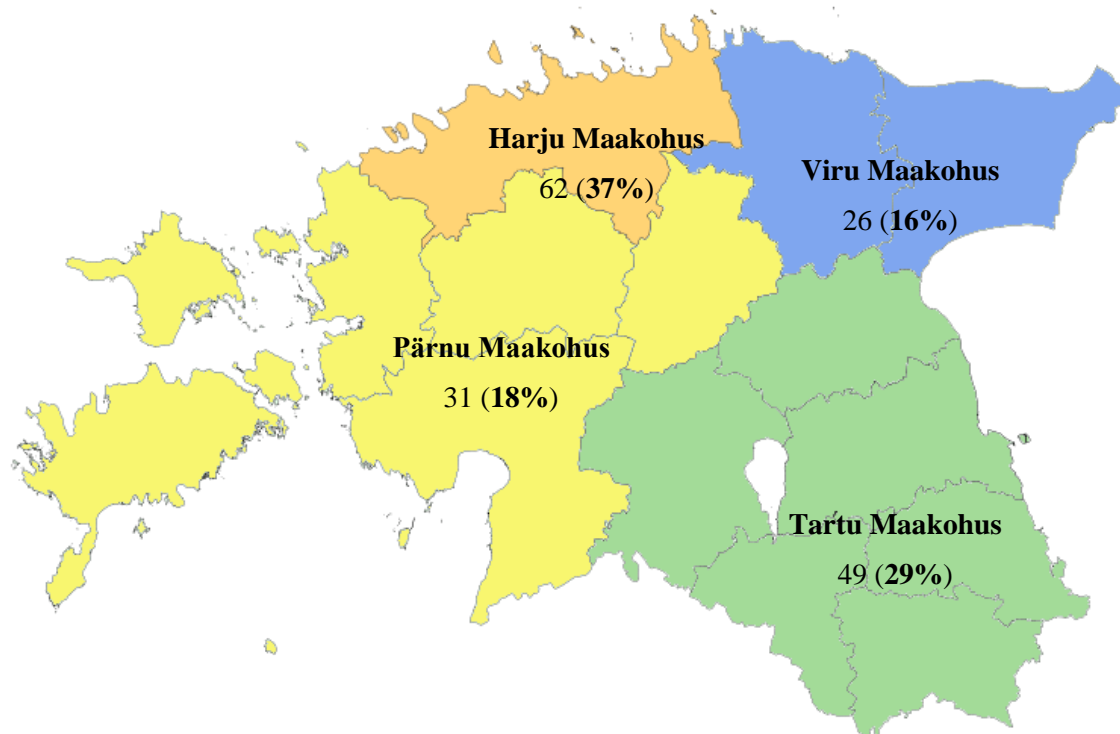 Harju Maakohus
62 (37%)
Viru Maakohus
26 (16%)
Pärnu Maakohus
31 (18%)
Tartu Maakohus
49 (29%)